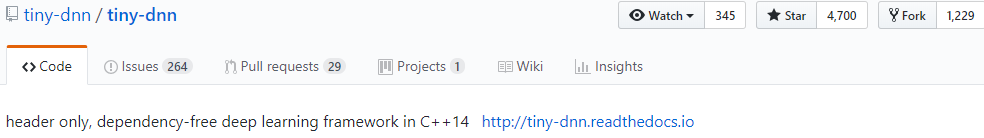 tiny-dnn / tiny-dnn Watch 345 Star 4,700 Fork 1,229
Code Issues 264 Pull requests 29 Projects 1 Wiki Insights
header only, dependency-free deep learning framework in C++14 http://tiny-dnn.readthedocs.io